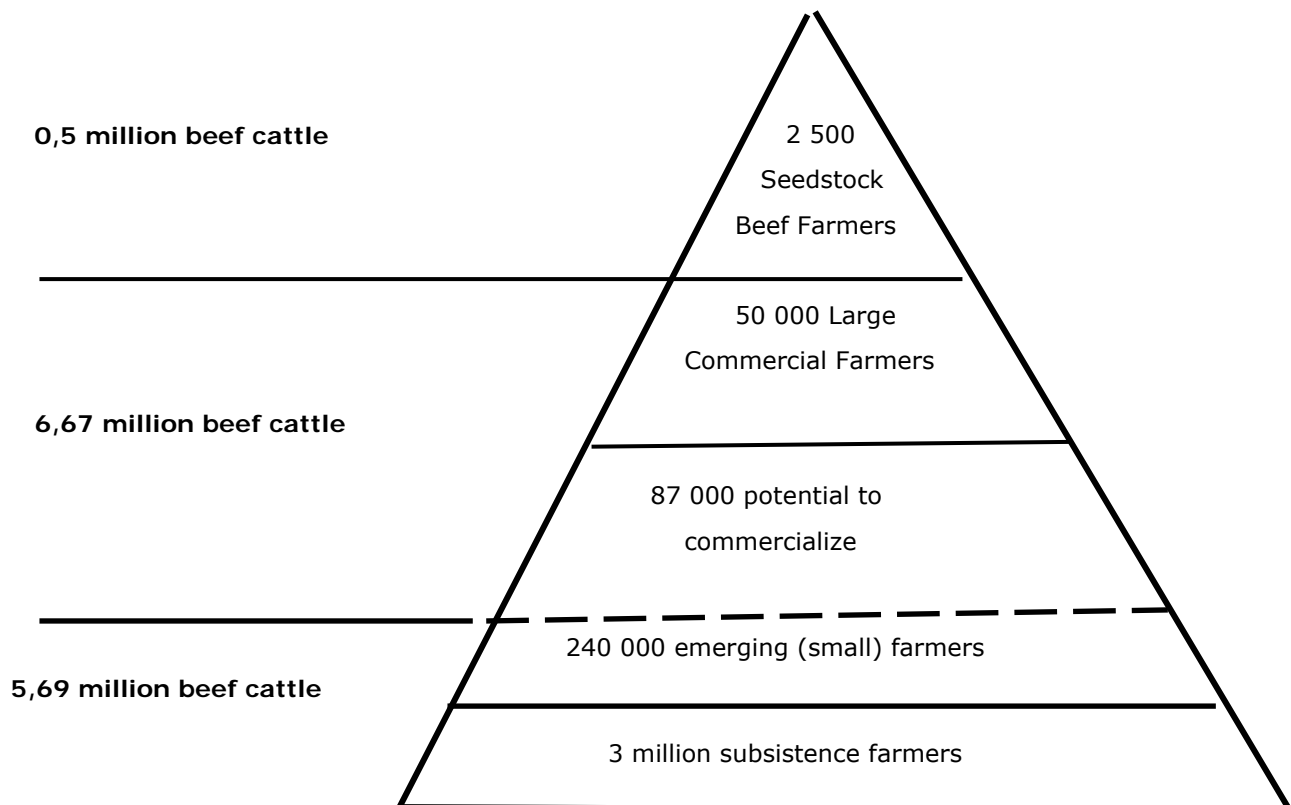 0,5 million beef cattle
2 500
Seedstock
Beef Farmers
50 000 Large
Commercial Farmers
6,67 million beef cattle
87 000 potential to
commercialize
240 000 emerging (small) farmers
5,69 million beef cattle
3 million subsistence farmers